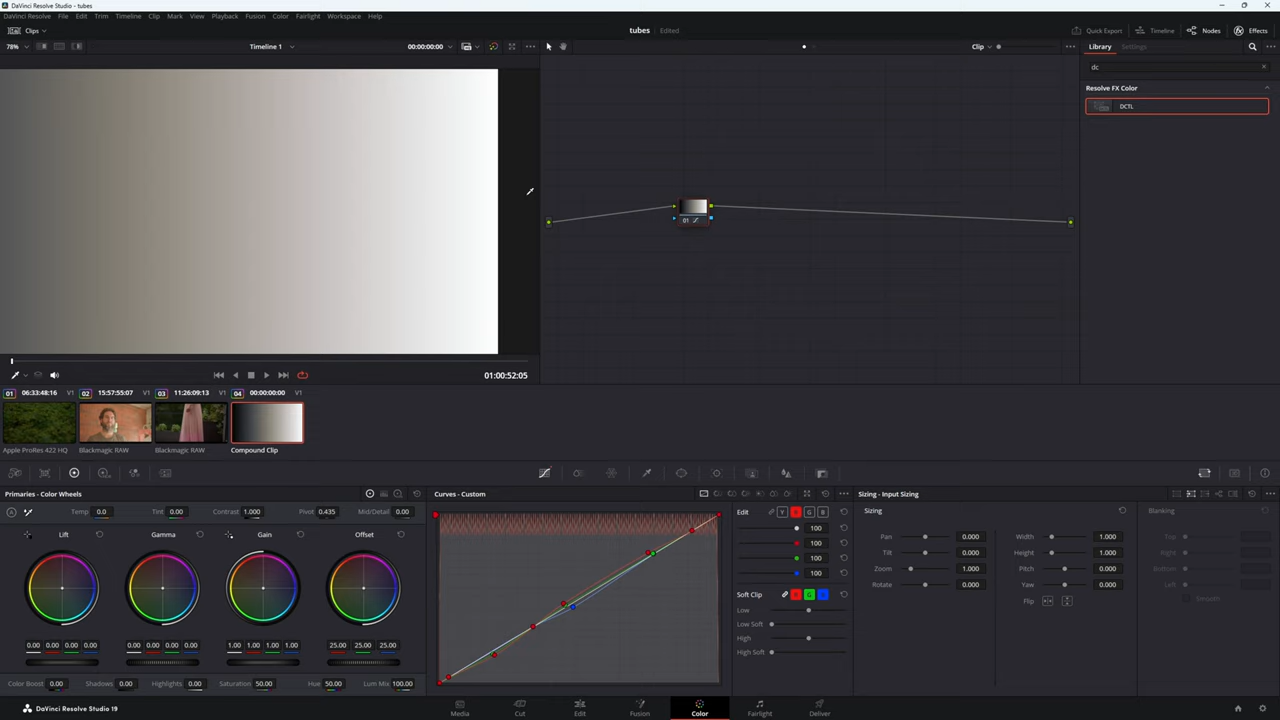 DaVinci Resolve Studio - tubes
DaVinci Resolve File Edit Trim Timeline Clip Mark View Playback Fusion Color Fairlight Workspace Help
Clips tubes Edited Quick Export Timeline Nodes Effects
78% Timeline 1 00:00:00:00 Clip Library Settings
dc
Resolve FX Color
DCTL
01
01:00:52:05
01 06:33:48:16 V1 02 15:57:55:07 V1 03 11:26:09:13 V1 04 00:00:00:00 V1
Apple ProRes 422 HQ Blackmagic RAW Blackmagic RAW Compound Clip
Primaries - Color Wheels Curves - Custom Sizing - Input Sizing
Temp 0.0 Tint 0.00 Contrast 1.000 Pivot 0.435 Mid/Detail 0.00 Edit Y R G B Sizing Blanking
Lift Gamma Gain Offset 100
Pan 0.000 Width 1.000 Top
100
Tilt 0.000 Height 1.000 Right
100
Zoom 1.000 Pitch 0.000 Bottom
100
Rotate 0.000 Yaw 0.000 Left
Soft Clip R G B Flip Smooth
Low
Low Soft
High
0.00 0.00 0.00 0.00 0.00 0.00 0.00 0.00 1.00 1.00 1.00 1.00 25.00 25.00 25.00
High Soft
Color Boost 0.00 Shadows 0.00 Highlights 0.00 Saturation 50.00 Hue 50.00 Lum Mix 100.00
DaVinci Resolve Studio 19 Media Cut Edit Fusion Color Fairlight Deliver